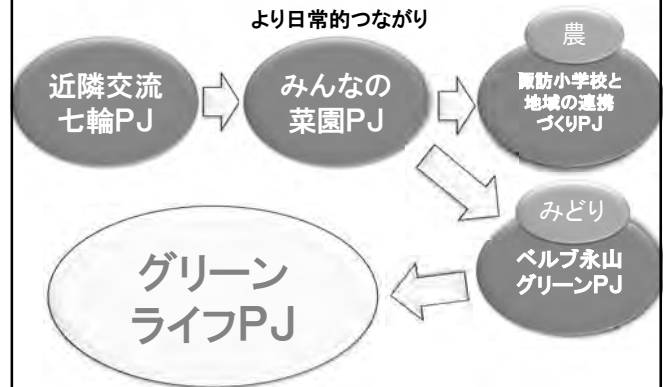 より日常的つながり
近隣交流
七輪PJ
みんなの
菜園PJ
農
諏訪小学校と
地域の連携
づくりPJ
みどり
ベルブ永山
グリーンPJ
グリーン
ライフPJ